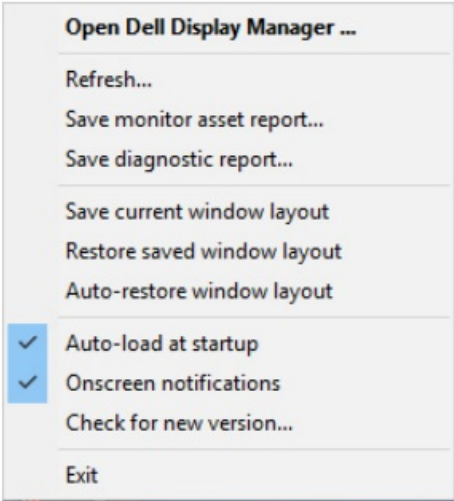 Open Dell Display Manager ...
Refresh...
Save monitor asset report...
Save diagnostic report...
Save current window layout
Restore saved window layout
Auto-restore window layout
Auto-load at startup
Onscreen notifications
Check for new version...
Exit